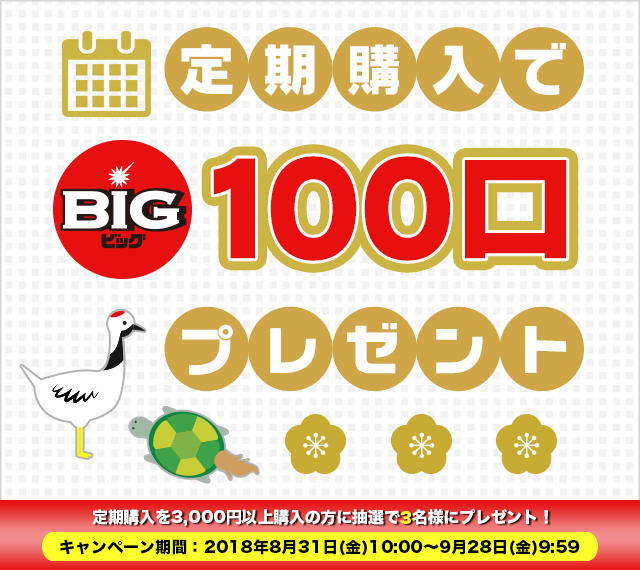 定期購入で
BIG
ビッグ
100口
プレゼント
定期購入を3,000円以上購入の方に抽選で3名様にプレゼント！
キャンペーン期間：2018年8月31日(金)10:00〜9月28日(金)9:59